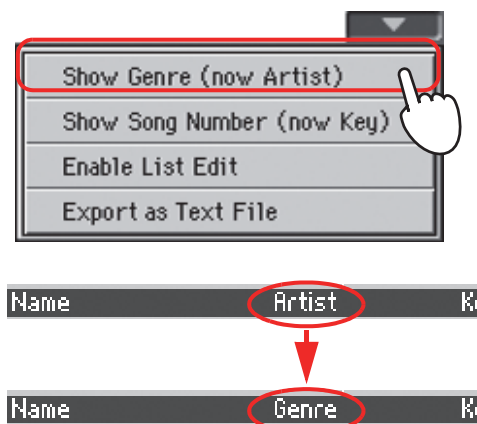 Show Genre (now Artist)
Show Song Number (now Key)
Enable List Edit
Export as Text File
Name Artist
Name Genre